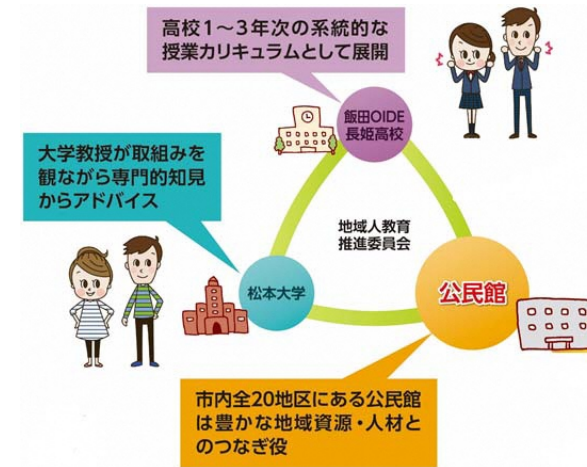 高校1～3年次の系統的な
授業カリキュラムとして展開
飯田OIDE
長姫高校
大学教授が取組みを
観ながら専門的知見
からアドバイス
地域人教育
推進委員会
松本大学
公民館
市内全20地区にある公民館
は豊かな地域資源・人材と
のつなぎ役